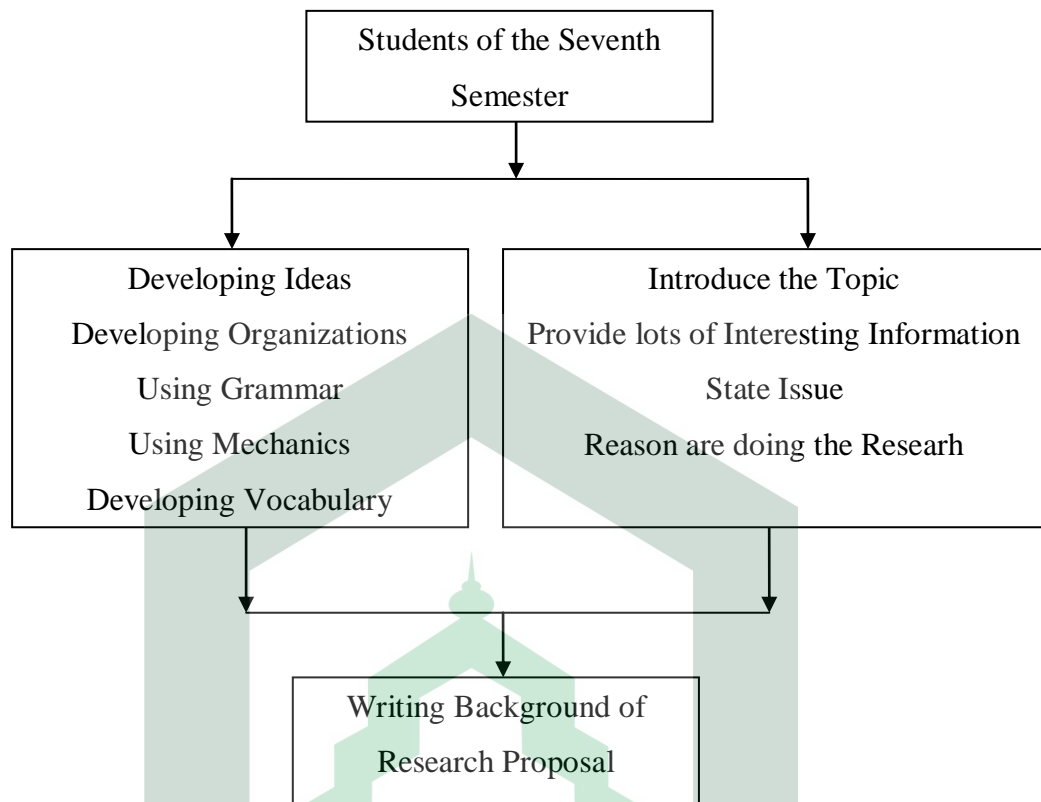 Students of the Seventh
Semester
Developing Ideas
Developing Organizations
Using Grammar
Using Mechanics
Developing Vocabulary
Introduce the Topic
Provide lots of Interesting Information
State Issue
Reason are doing the Researh
Writing Background of
Research Proposal